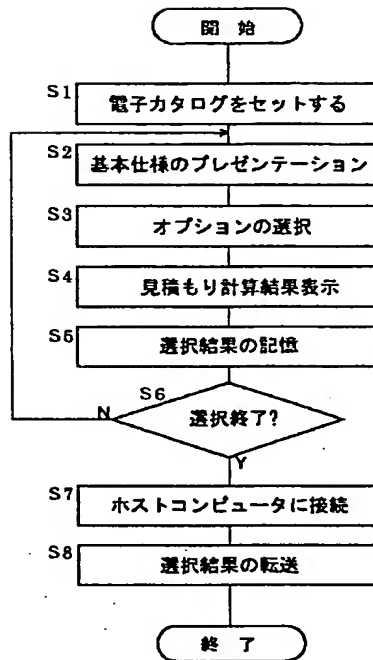 開始
S1
電子カタログをセットする
S2
基本仕様のプレゼンテーション
S3
オプションの選択
S4
見積もり計算結果表示
S5
選択結果の記憶
S6
選択終了?
N
Y
S7
ホストコンピュータに接続
S8
選択結果の転送
終了